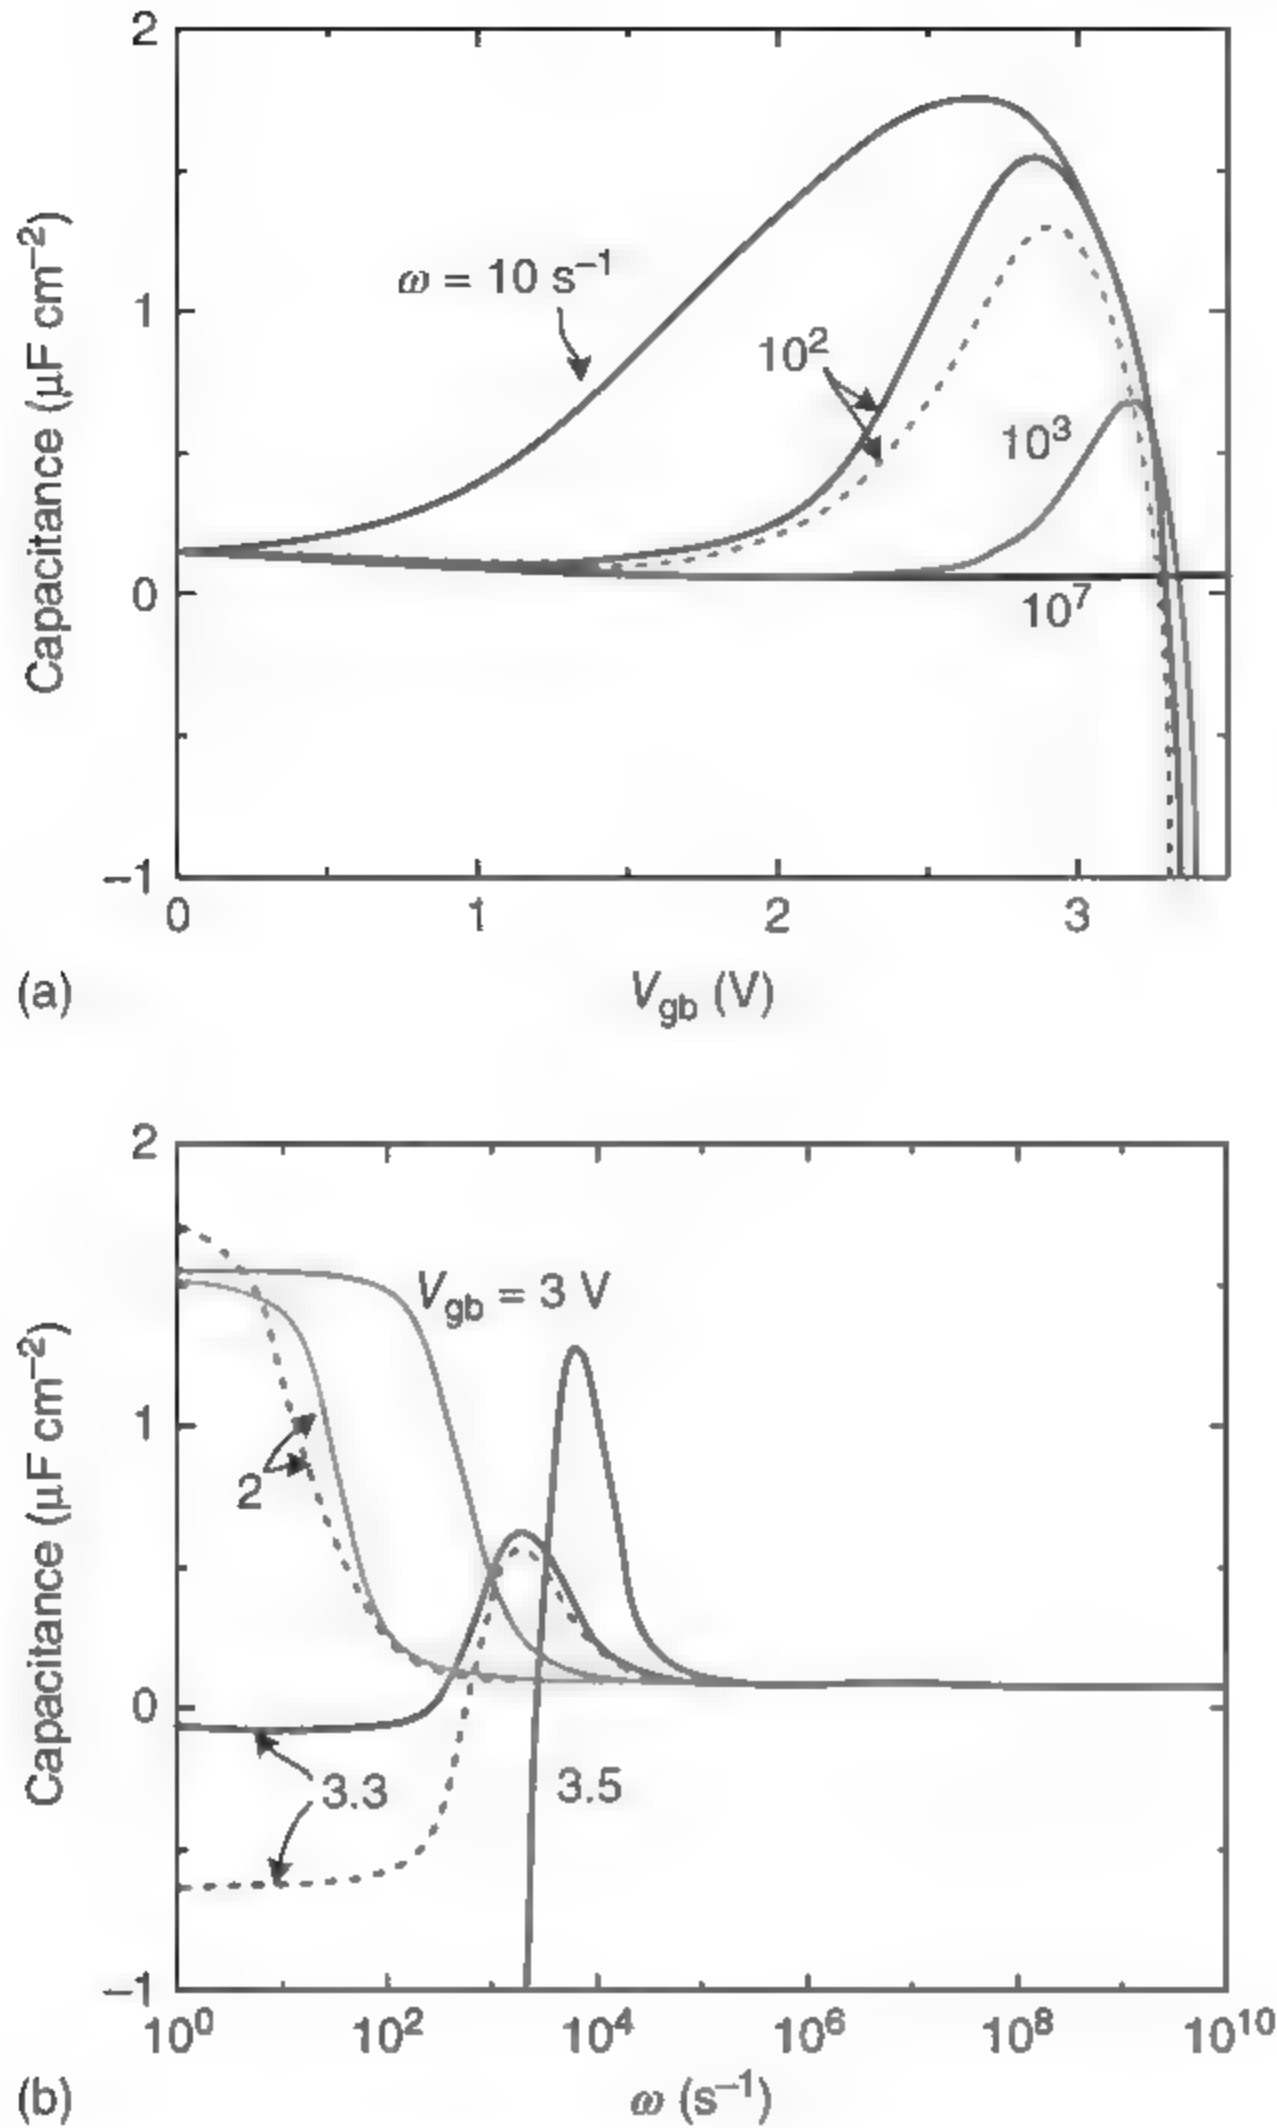 2
ω = 10 s⁻¹
10²
1
10³
Capacitance (μF cm⁻²)
0
10⁷
−1
0 1 2 3
(a)
V_gb (V)
2
V_gb = 3 V
1
2
Capacitance (μF cm⁻²)
0
3.3
3.5
−1
10⁰ 10² 10⁴ 10⁶ 10⁸ 10¹⁰
(b)
ω (s⁻¹)